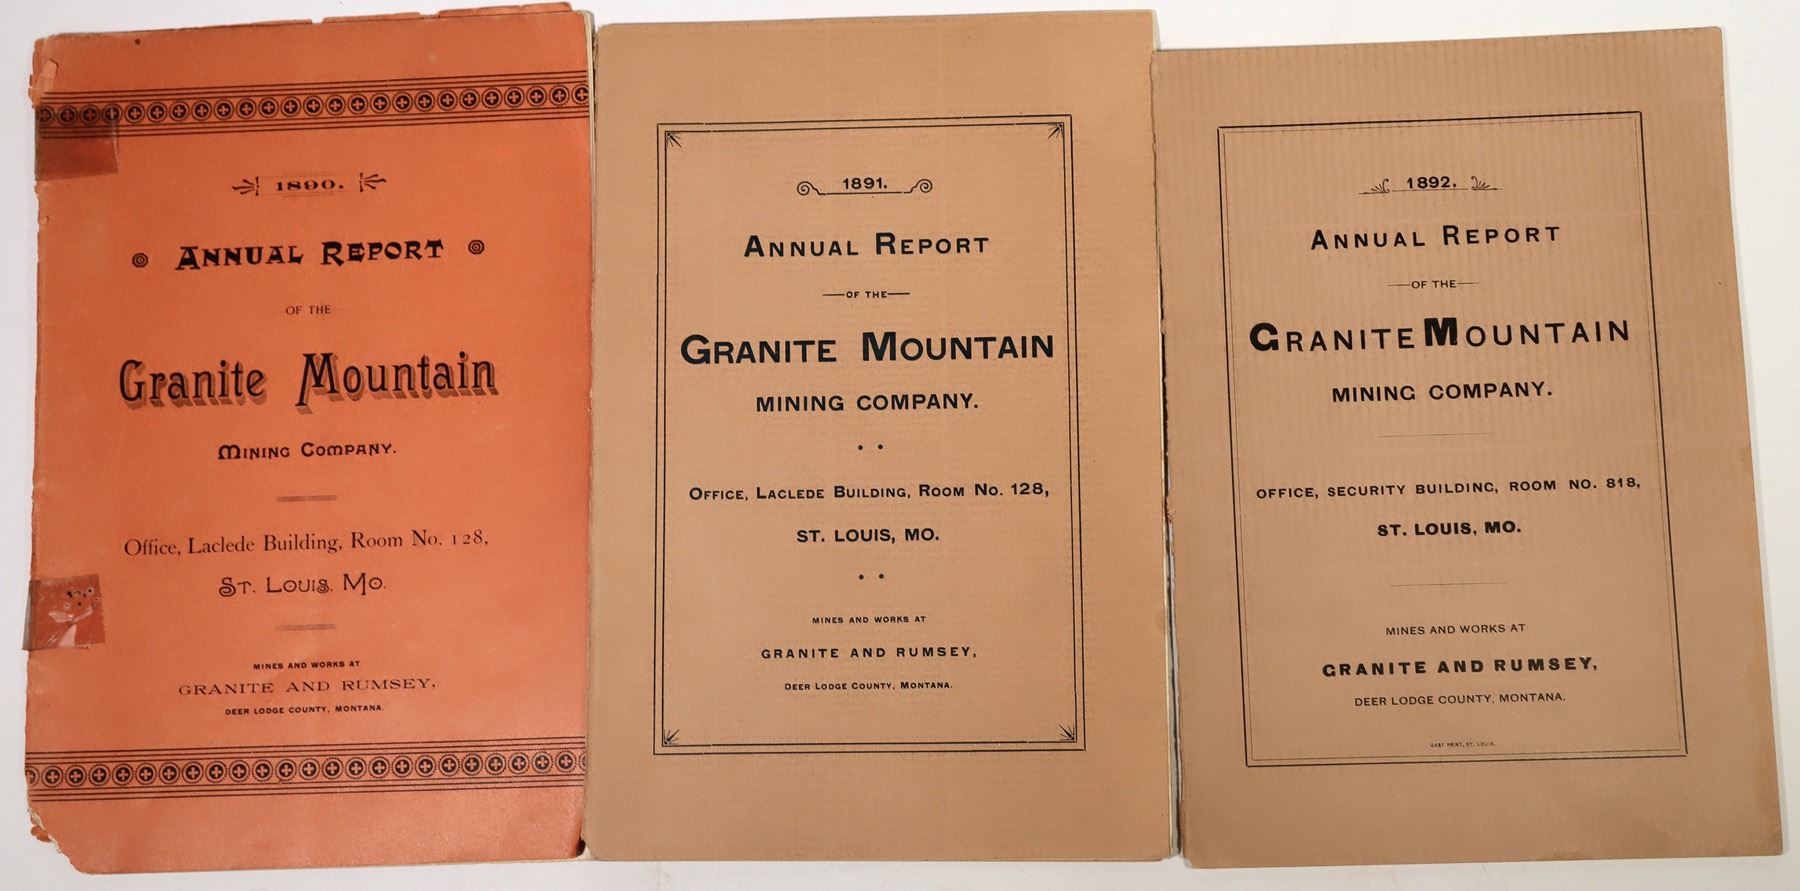 1890.
Annual Report
OF THE
Granite Mountain
Mining Company.
Office, Laclede Building, Room No. 128,
St. Louis, Mo.
MINES AND WORKS AT
GRANITE AND RUMSEY,
DEER LODGE COUNTY, MONTANA.
1891.
ANNUAL REPORT
OF THE
GRANITE MOUNTAIN
MINING COMPANY.
OFFICE, LACLEDE BUILDING, ROOM NO. 128,
ST. LOUIS, MO.
MINES AND WORKS AT
GRANITE AND RUMSEY,
DEER LODGE COUNTY, MONTANA.
1892.
ANNUAL REPORT
OF THE
GRANITE MOUNTAIN
MINING COMPANY.
OFFICE, SECURITY BUILDING, ROOM NO. 818,
ST. LOUIS, MO.
MINES AND WORKS AT
GRANITE AND RUMSEY,
DEER LODGE COUNTY, MONTANA.
GAST PRINT, ST. LOUIS.